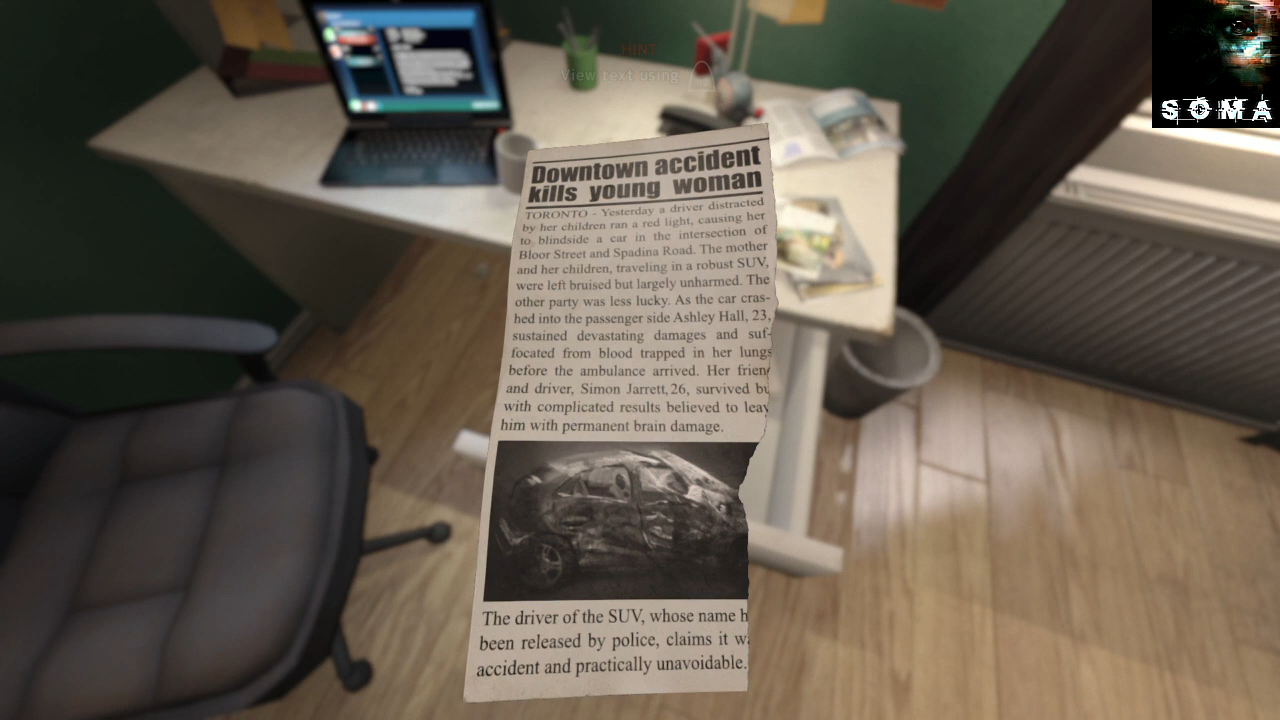 HINT
View text using
SOMA
Downtown accident
kills young woman
TORONTO - Yesterday a driver distracted
by her children ran a red light, causing her
to blindside a car in the intersection of
Bloor Street and Spadina Road. The mother
and her children, traveling in a robust SUV,
were left bruised but largely unharmed. The
other party was less lucky. As the car cras-
hed into the passenger side Ashley Hall, 23,
sustained devastating damages and suf-
focated from blood trapped in her lungs
before the ambulance arrived. Her frien
and driver, Simon Jarrett, 26, survived bu
with complicated results believed to leav
him with permanent brain damage.
The driver of the SUV, whose name h
been released by police, claims it wa
accident and practically unavoidable.